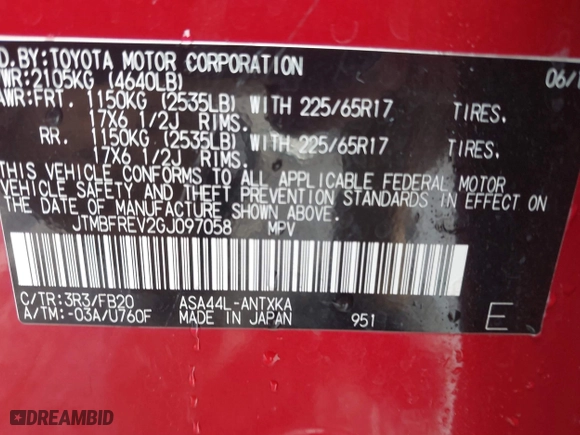 D.BY:TOYOTA MOTOR CORPORATION 06/
WR:2105KG (4640LB)
AWR:FRT. 1150KG (2535LB) WITH 225/65R17 TIRES,
17X6 1/2J RIMS.
RR. 1150KG (2535LB) WITH 225/65R17 TIRES,
17X6 1/2J RIMS.
THIS VEHICLE CONFORMS TO ALL APPLICABLE FEDERAL MOTOR
VEHICLE SAFETY AND THEFT PREVENTION STANDARDS IN EFFECT ON
THE DATE OF MANUFACTURE SHOWN ABOVE.
JTMBFREV2GJ097058 MPV
C/TR:3R3/FB20 ASA44L-ANTXKA
A/TM:-03A/U760F MADE IN JAPAN 951 E
DREAMBID